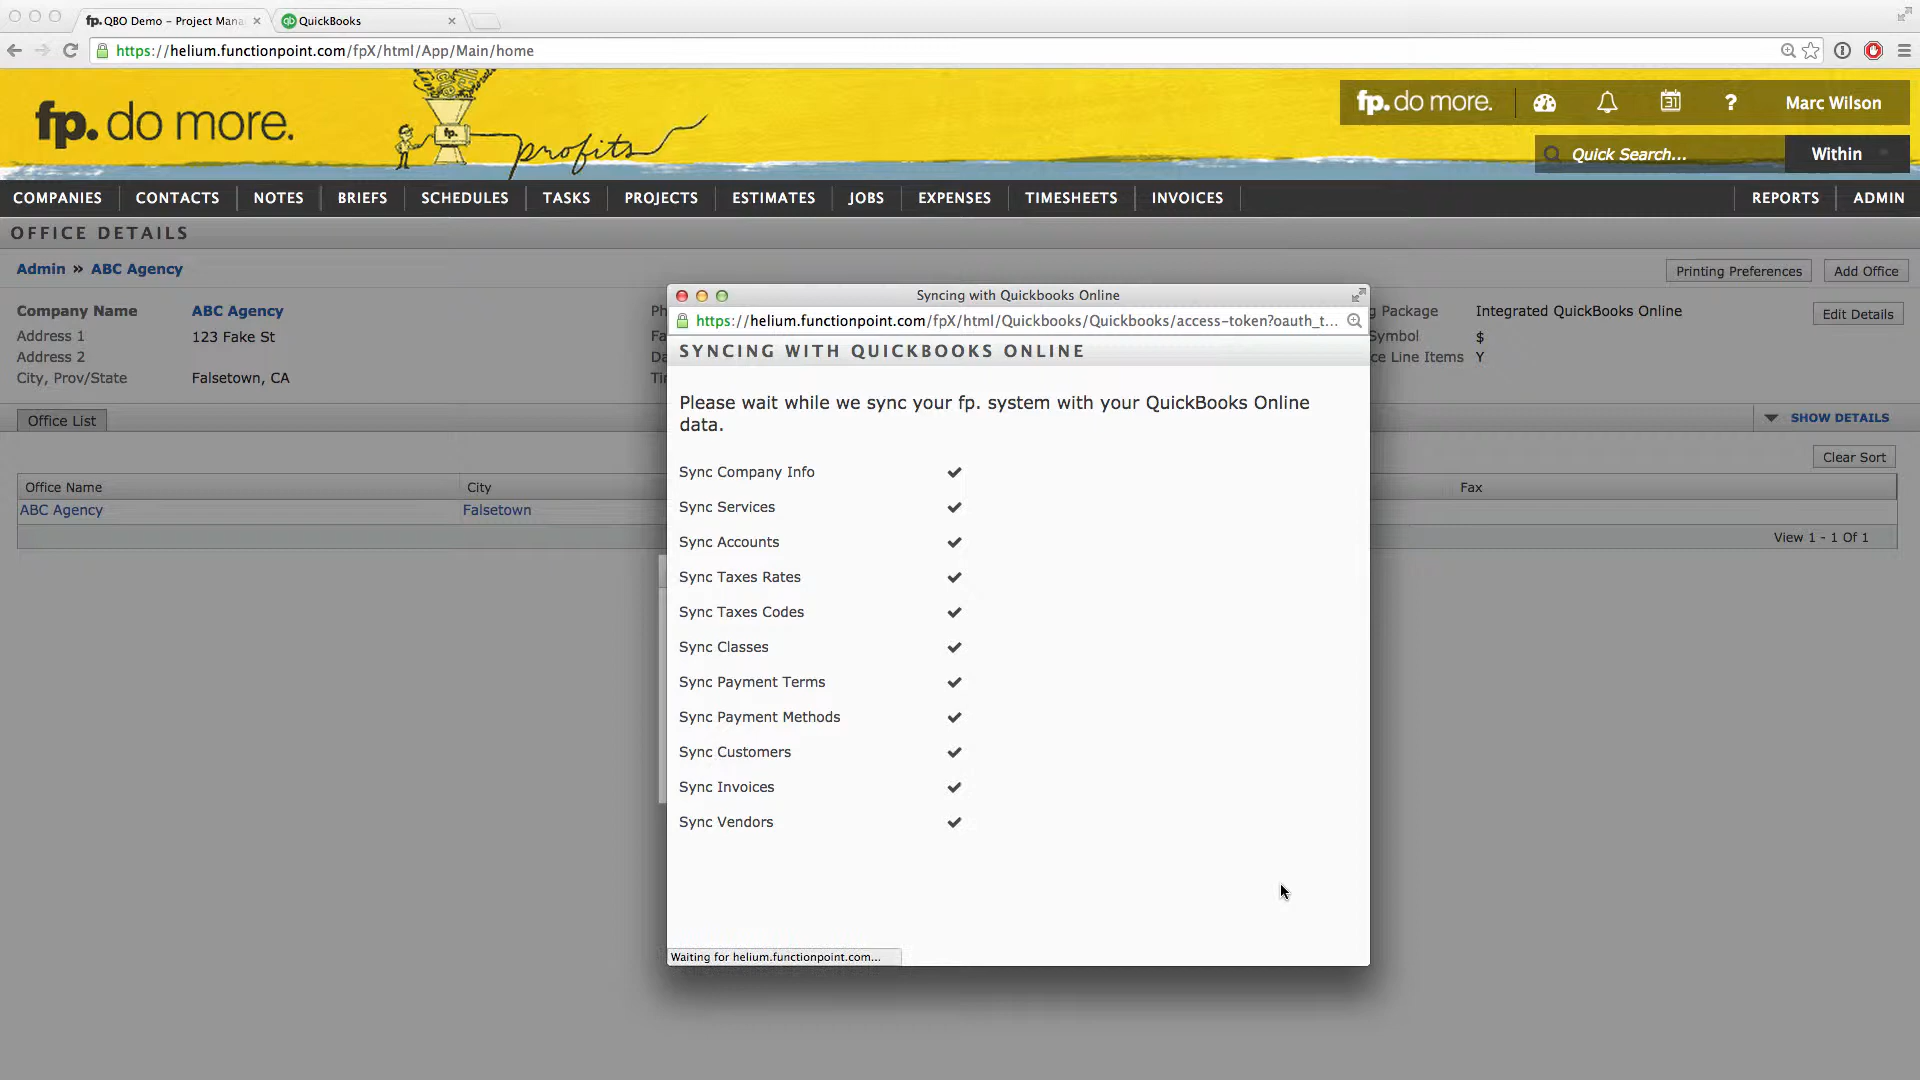 fp. QBO Demo – Project Mana
QuickBooks
https://helium.functionpoint.com/fpX/html/App/Main/home
fp. do more.
fp.
profits
fp. do more.
31
?
Marc Wilson
Quick Search...
Within
COMPANIES
CONTACTS
NOTES
BRIEFS
SCHEDULES
TASKS
PROJECTS
ESTIMATES
JOBS
EXPENSES
TIMESHEETS
INVOICES
REPORTS
ADMIN
OFFICE DETAILS
Admin » ABC Agency
Printing Preferences
Add Office
Company Name ABC Agency
Address 1 123 Fake St
Address 2
City, Prov/State Falsetown, CA
Ph
Fa
Da
Tir
g Package Integrated QuickBooks Online
Symbol $
ce Line Items Y
Edit Details
Office List
SHOW DETAILS
Clear Sort
Office Name City Fax
ABC Agency Falsetown
View 1 - 1 Of 1
Syncing with Quickbooks Online
https://helium.functionpoint.com/fpX/html/Quickbooks/Quickbooks/access-token?oauth_t...
SYNCING WITH QUICKBOOKS ONLINE
Please wait while we sync your fp. system with your QuickBooks Online
data.
Sync Company Info
Sync Services
Sync Accounts
Sync Taxes Rates
Sync Taxes Codes
Sync Classes
Sync Payment Terms
Sync Payment Methods
Sync Customers
Sync Invoices
Sync Vendors
Waiting for helium.functionpoint.com...